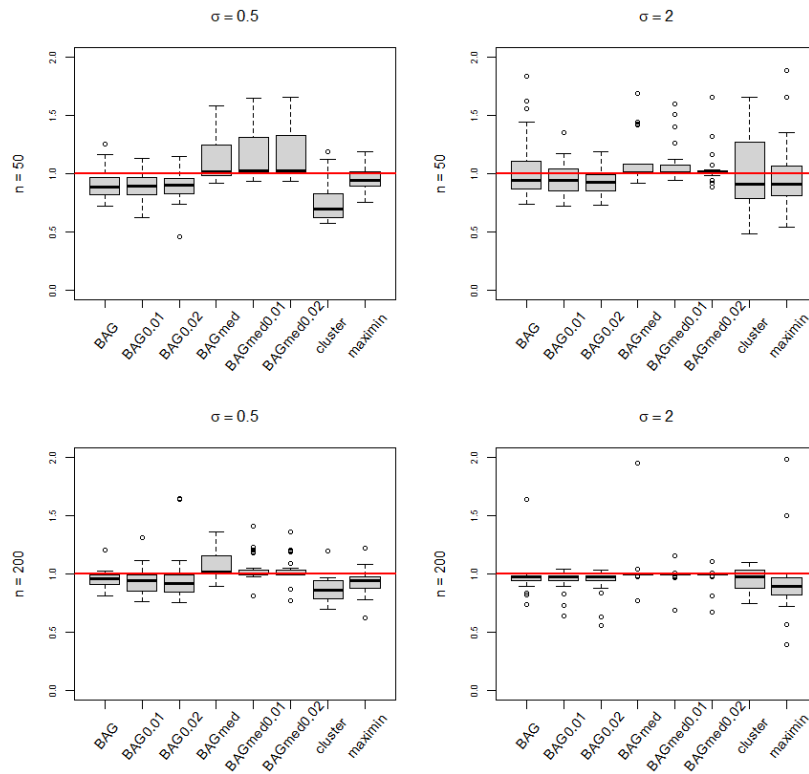 σ = 0.5
n = 50
2.0
1.5
1.0
0.5
0.0
BAG
BAG0.01
BAG0.02
BAGmed
BAGmed0.01
BAGmed0.02
cluster
maximin
σ = 2
n = 50
2.0
1.5
1.0
0.5
0.0
BAG
BAG0.01
BAG0.02
BAGmed
BAGmed0.01
BAGmed0.02
cluster
maximin
σ = 0.5
n = 200
2.0
1.5
1.0
0.5
0.0
BAG
BAG0.01
BAG0.02
BAGmed
BAGmed0.01
BAGmed0.02
cluster
maximin
σ = 2
n = 200
2.0
1.5
1.0
0.5
0.0
BAG
BAG0.01
BAG0.02
BAGmed
BAGmed0.01
BAGmed0.02
cluster
maximin